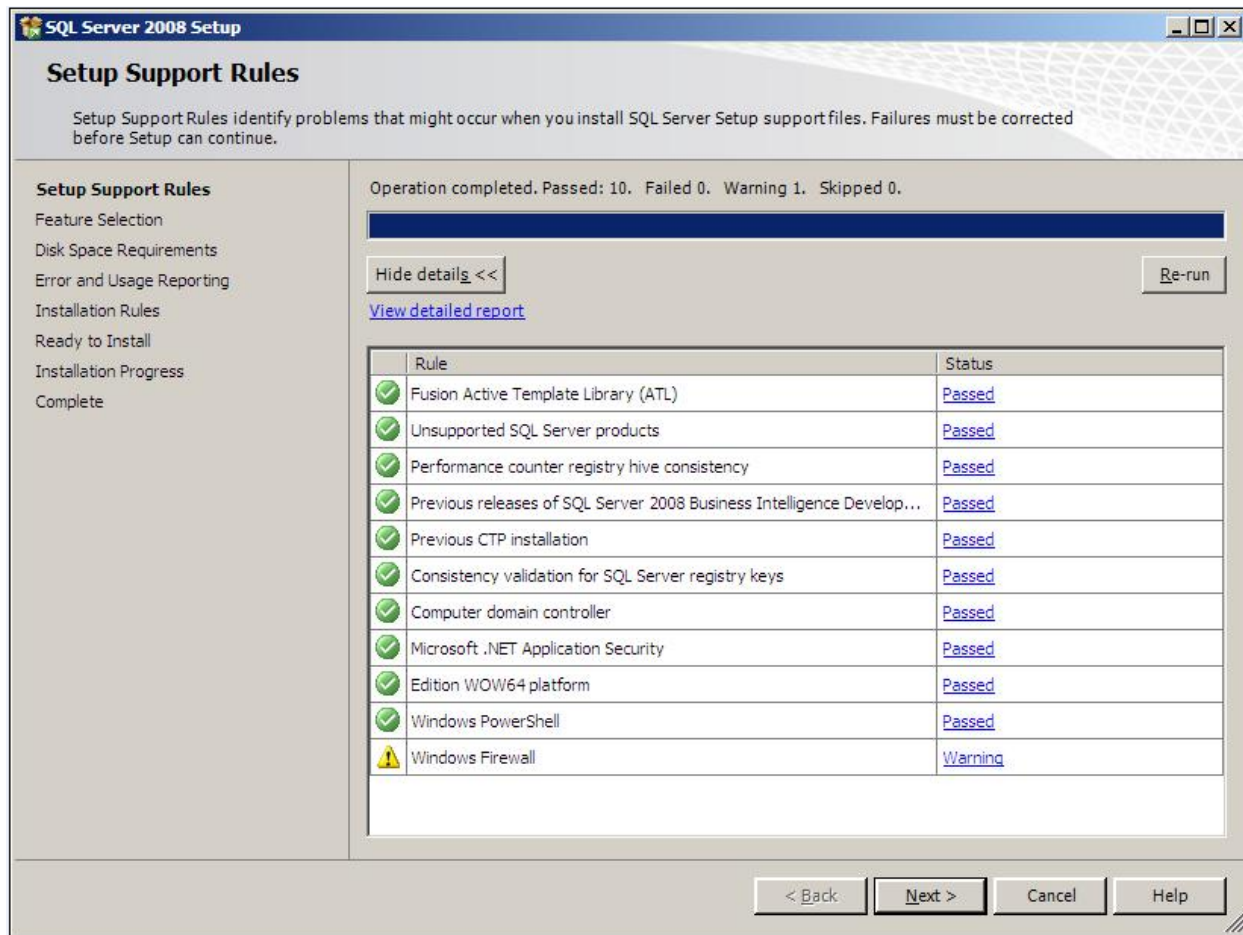 SQL Server 2008 Setup
Setup Support Rules
Setup Support Rules identify problems that might occur when you install SQL Server Setup support files. Failures must be corrected
before Setup can continue.
Setup Support Rules
Feature Selection
Disk Space Requirements
Error and Usage Reporting
Installation Rules
Ready to Install
Installation Progress
Complete
Operation completed. Passed: 10. Failed 0. Warning 1. Skipped 0.
Hide details <<
Re-run
View detailed report
Rule Status
Fusion Active Template Library (ATL) Passed
Unsupported SQL Server products Passed
Performance counter registry hive consistency Passed
Previous releases of SQL Server 2008 Business Intelligence Develop... Passed
Previous CTP installation Passed
Consistency validation for SQL Server registry keys Passed
Computer domain controller Passed
Microsoft .NET Application Security Passed
Edition WOW64 platform Passed
Windows PowerShell Passed
Windows Firewall Warning
< Back Next > Cancel Help